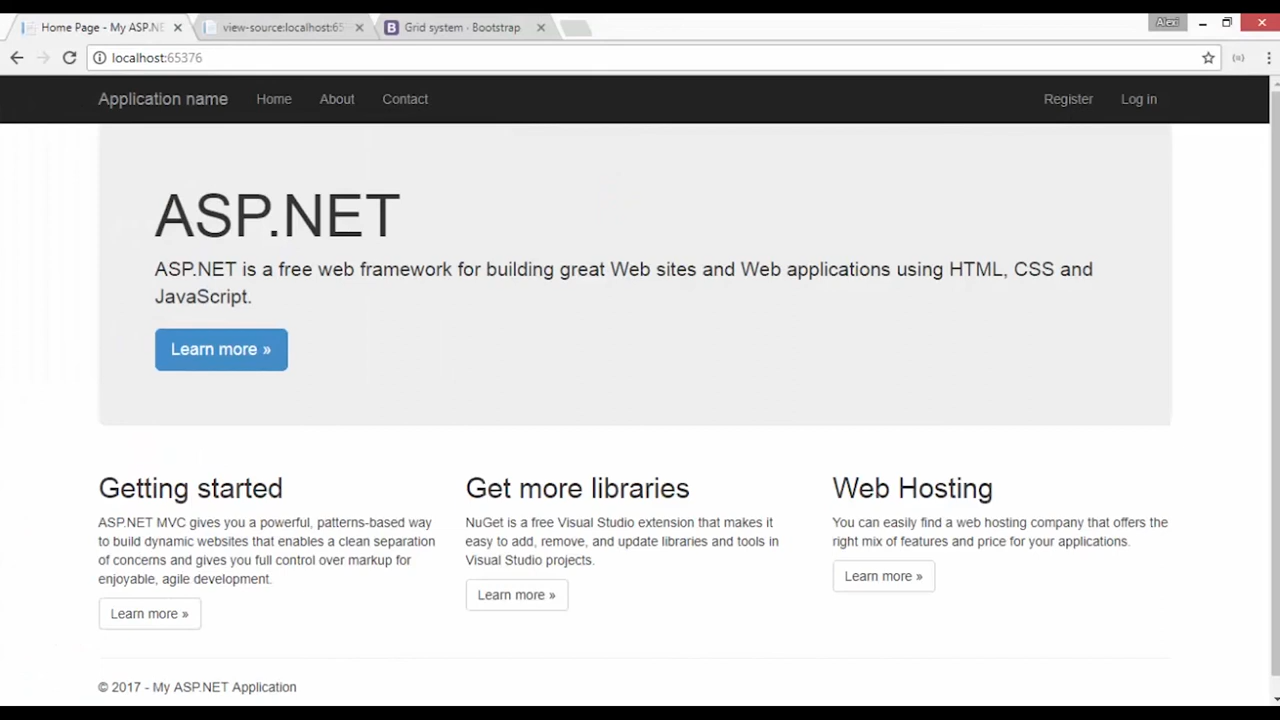 Home Page - My ASP.NE
view-source:localhost:65
Grid system - Bootstrap
Alexi
localhost:65376
Application name
Home
About
Contact
Register
Log in
ASP.NET
ASP.NET is a free web framework for building great Web sites and Web applications using HTML, CSS and
JavaScript.
Learn more »
Getting started
ASP.NET MVC gives you a powerful, patterns-based way
to build dynamic websites that enables a clean separation
of concerns and gives you full control over markup for
enjoyable, agile development.
Learn more »
Get more libraries
NuGet is a free Visual Studio extension that makes it
easy to add, remove, and update libraries and tools in
Visual Studio projects.
Learn more »
Web Hosting
You can easily find a web hosting company that offers the
right mix of features and price for your applications.
Learn more »
© 2017 - My ASP.NET Application